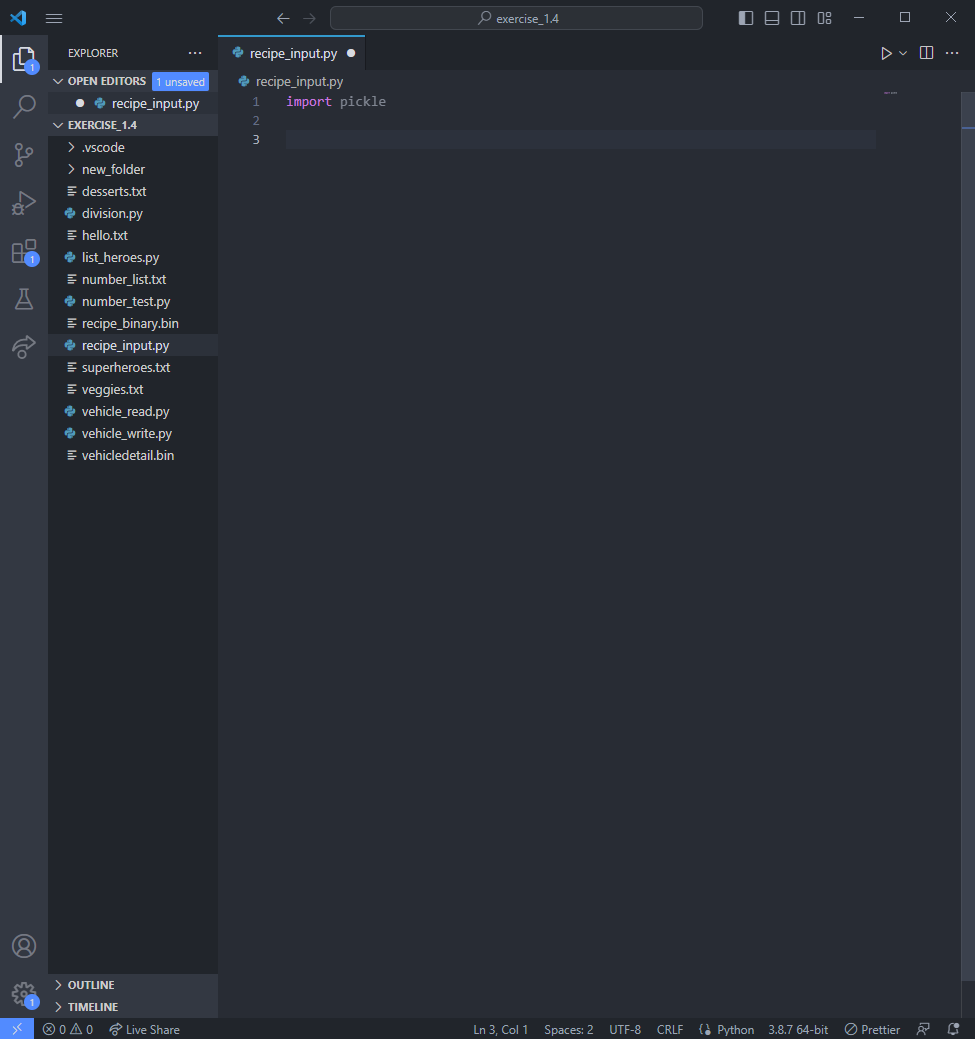 exercise_1.4
EXPLORER
recipe_input.py
OPEN EDITORS 1 unsaved
recipe_input.py
EXERCISE_1.4
.vscode
new_folder
desserts.txt
division.py
hello.txt
list_heroes.py
number_list.txt
number_test.py
recipe_binary.bin
recipe_input.py
superheroes.txt
veggies.txt
vehicle_read.py
vehicle_write.py
vehicledetail.bin
OUTLINE
TIMELINE
1
1
1
recipe_input.py
1 import pickle
2
3
0 0 Live Share Ln 3, Col 1 Spaces: 2 UTF-8 CRLF Python 3.8.7 64-bit Prettier